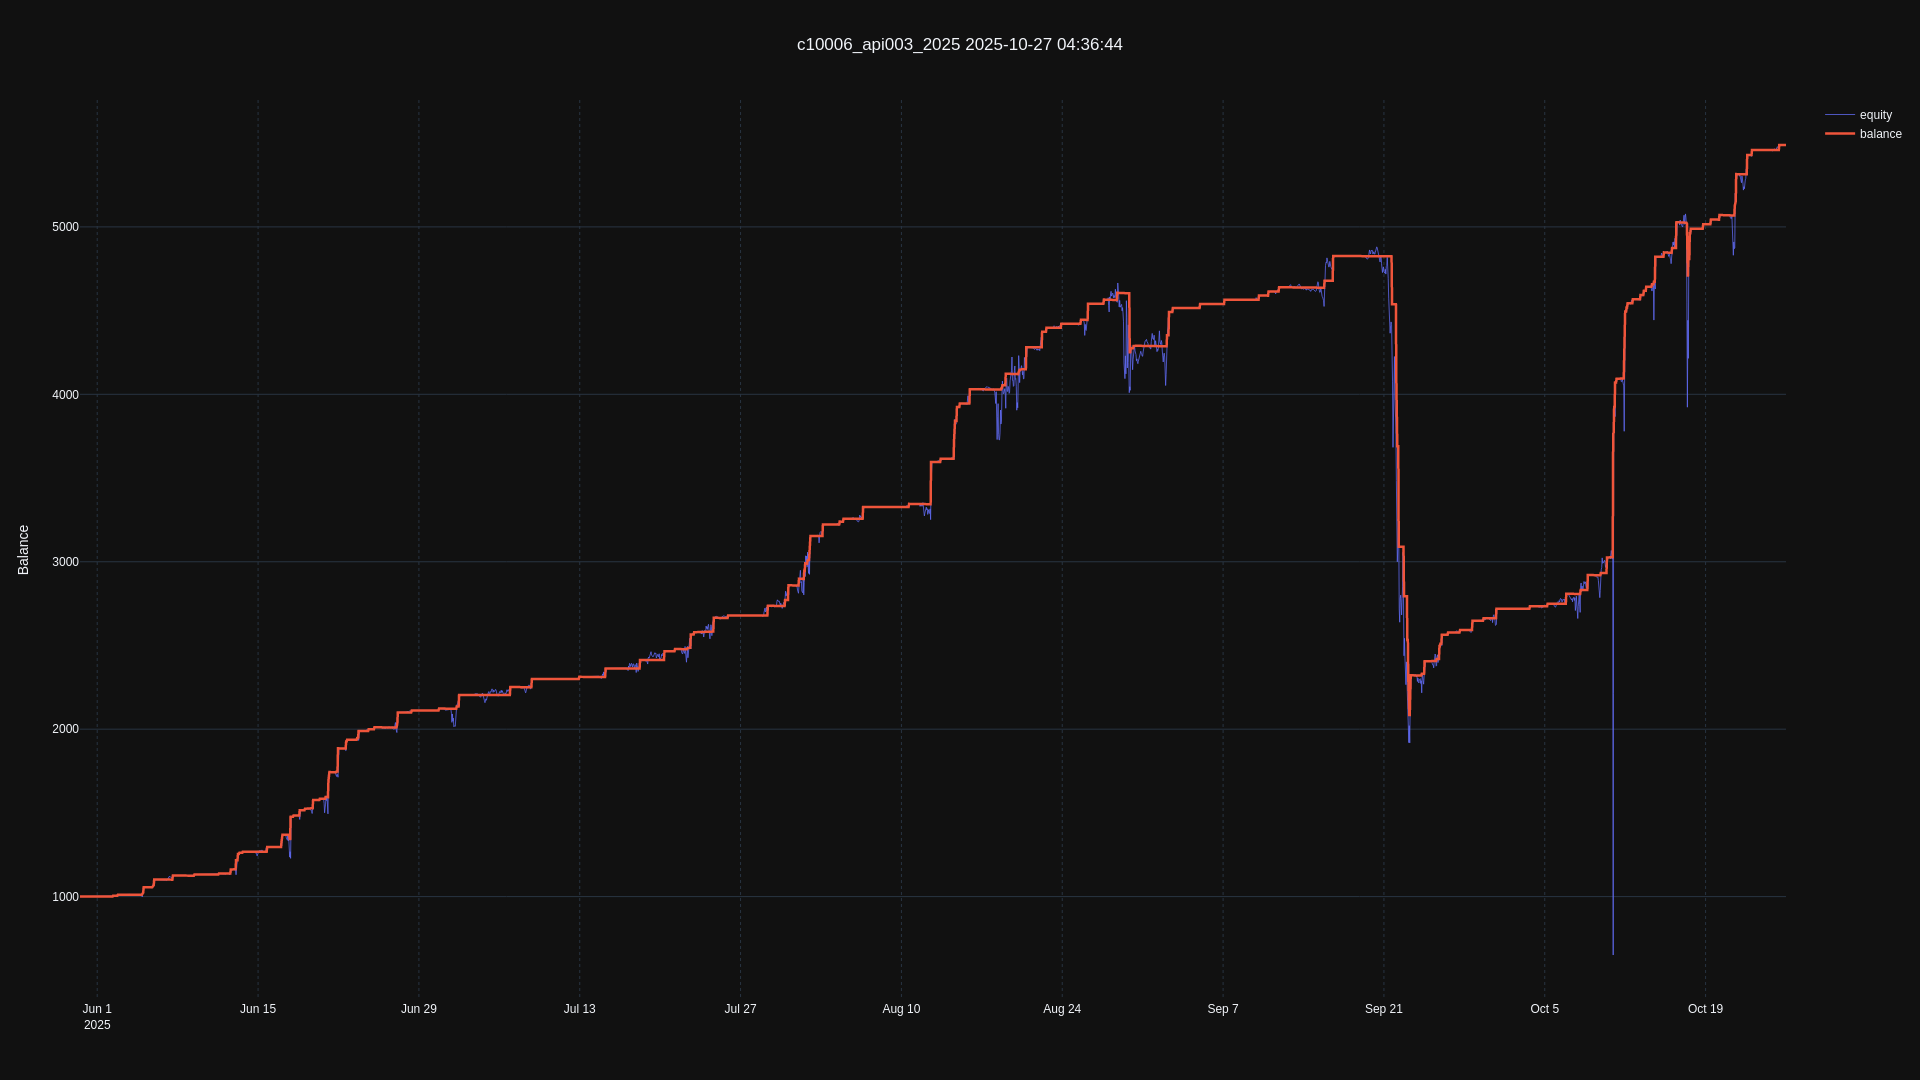 c10006_api003_2025 2025-10-27 04:36:44
equity
balance
5000
4000
3000
2000
1000
Balance
Jun 1
2025
Jun 15
Jun 29
Jul 13
Jul 27
Aug 10
Aug 24
Sep 7
Sep 21
Oct 5
Oct 19